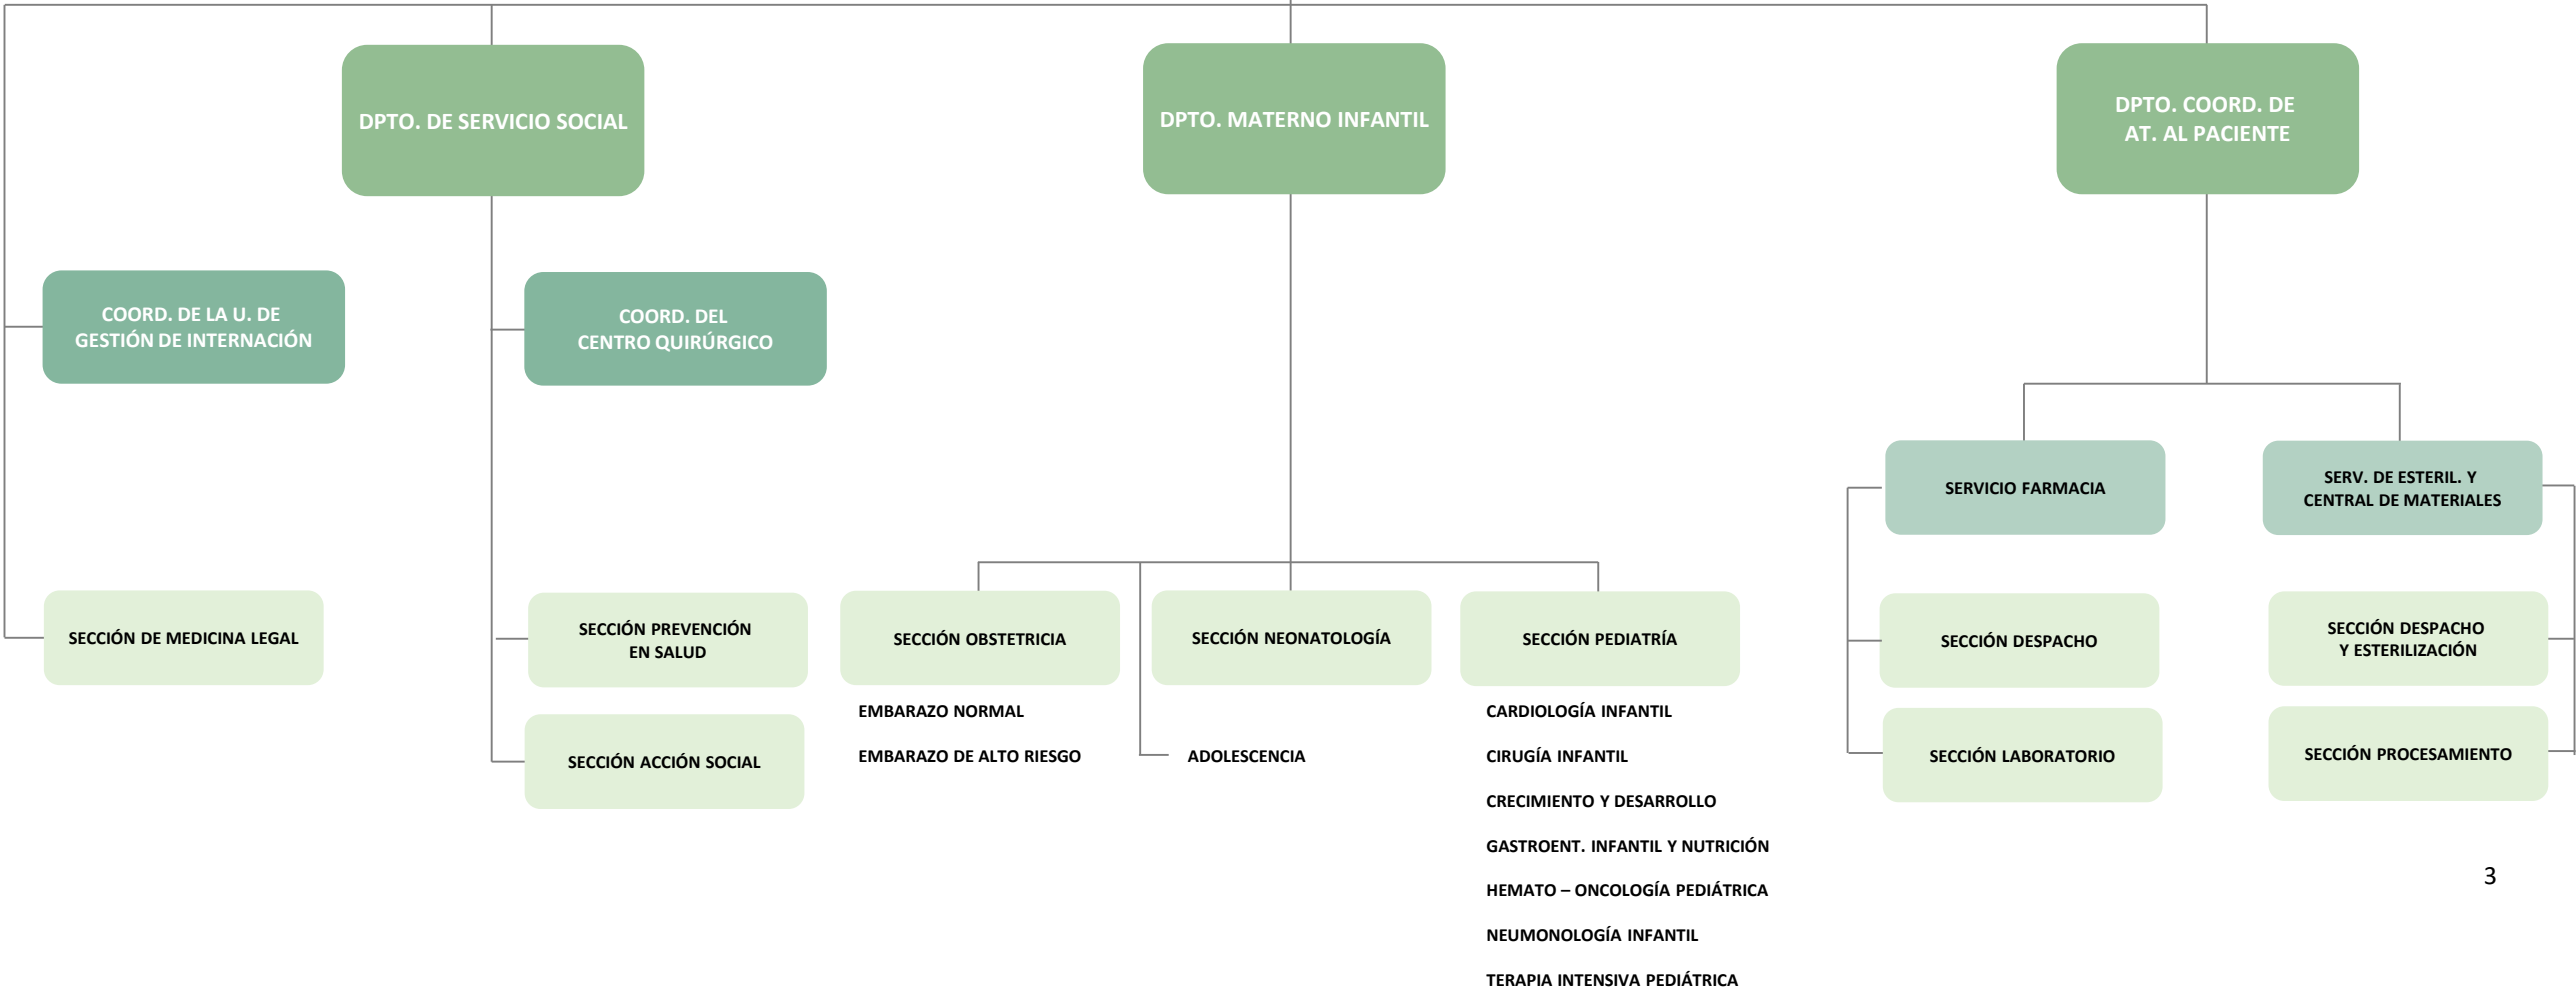 DPTO. DE SERVICIO SOCIAL
DPTO. MATERNO INFANTIL
DPTO. COORD. DE
AT. AL PACIENTE
COORD. DE LA U. DE
GESTIÓN DE INTERNACIÓN
COORD. DEL
CENTRO QUIRÚRGICO
SERVICIO FARMACIA
SERV. DE ESTERIL. Y
CENTRAL DE MATERIALES
SECCIÓN DE MEDICINA LEGAL
SECCIÓN PREVENCIÓN
EN SALUD
SECCIÓN ACCIÓN SOCIAL
SECCIÓN OBSTETRICIA
EMBARAZO NORMAL
EMBARAZO DE ALTO RIESGO
SECCIÓN NEONATOLOGÍA
ADOLESCENCIA
SECCIÓN PEDIATRÍA
CARDIOLOGÍA INFANTIL
CIRUGÍA INFANTIL
CRECIMIENTO Y DESARROLLO
GASTROENT. INFANTIL Y NUTRICIÓN
HEMATO – ONCOLOGÍA PEDIÁTRICA
NEUMONOLOGÍA INFANTIL
TERAPIA INTENSIVA PEDIÁTRICA
SECCIÓN DESPACHO
SECCIÓN LABORATORIO
SECCIÓN DESPACHO
Y ESTERILIZACIÓN
SECCIÓN PROCESAMIENTO
3